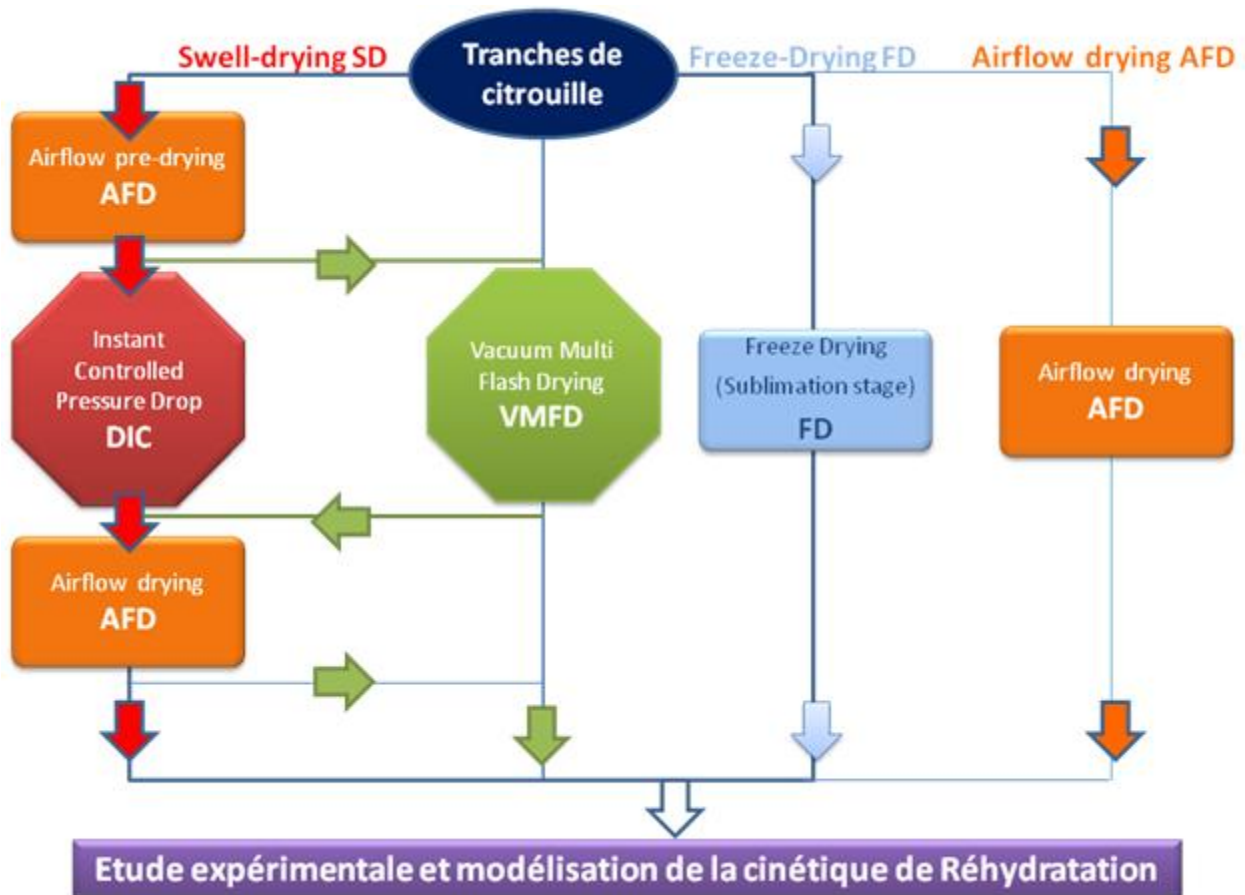 Swell-drying SD
Tranches de
citrouille
Freeze-Drying FD
Airflow drying AFD
Airflow pre-drying
AFD
Instant
Controlled
Pressure Drop
DIC
Vacuum Multi
Flash Drying
VMFD
Freeze Drying
(Sublimation stage)
FD
Airflow drying
AFD
Airflow drying
AFD
Etude expérimentale et modélisation de la cinétique de Réhydratation